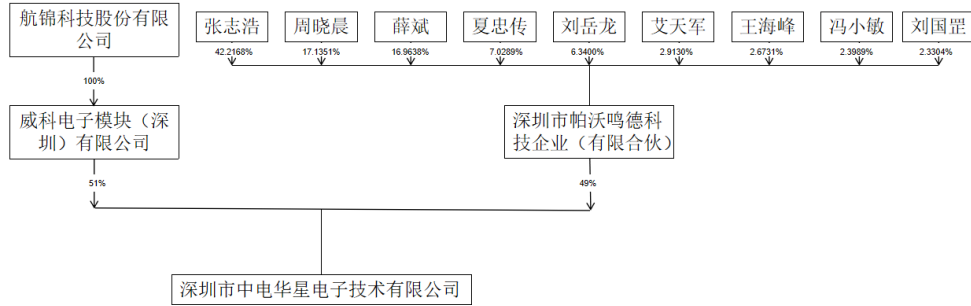 航锦科技股份有限
公司
张志浩
周晓晨
薛斌
夏忠传
刘岳龙
艾天军
王海峰
冯小敏
刘国罡
42.2168%
17.1351%
16.9638%
7.0289%
6.3400%
2.9130%
2.6731%
2.3989%
2.3304%
100%
威科电子模块（深
圳）有限公司
深圳市帕沃鸣德科
技企业（有限合伙）
51%
49%
深圳市中电华星电子技术有限公司